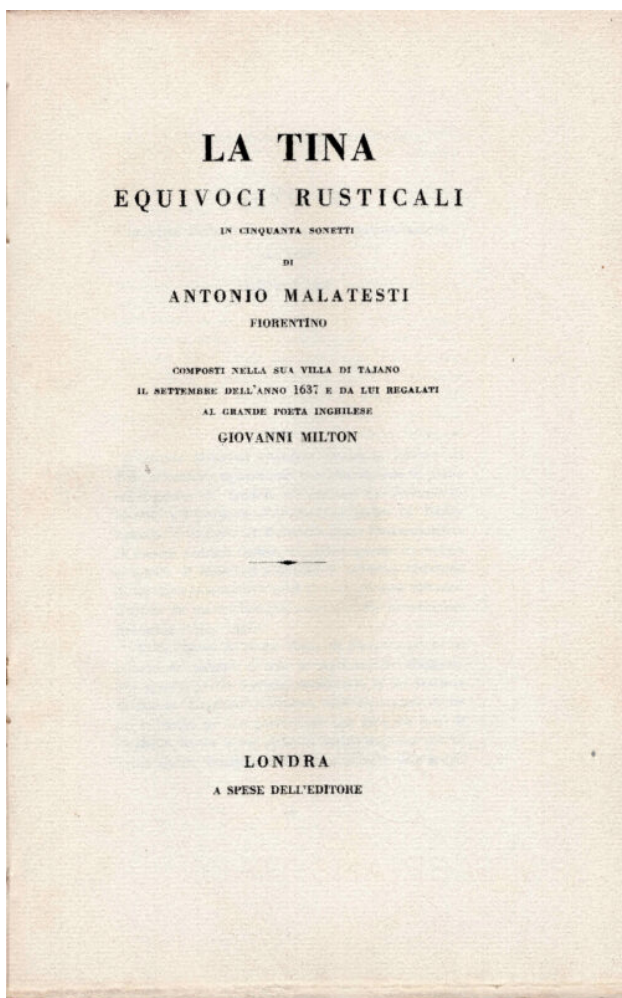 LA TINA
EQUIVOCI RUSTICALI
IN CINQUANTA SONETTI
DI
ANTONIO MALATESTI
FIORENTINO
COMPOSTI NELLA SUA VILLA DI TAJANO
IL SETTEMBRE DELL'ANNO 1637 E DA LUI REGALATI
AL GRANDE POETA INGHILESE
GIOVANNI MILTON
LONDRA
A SPESE DELL'EDITORE